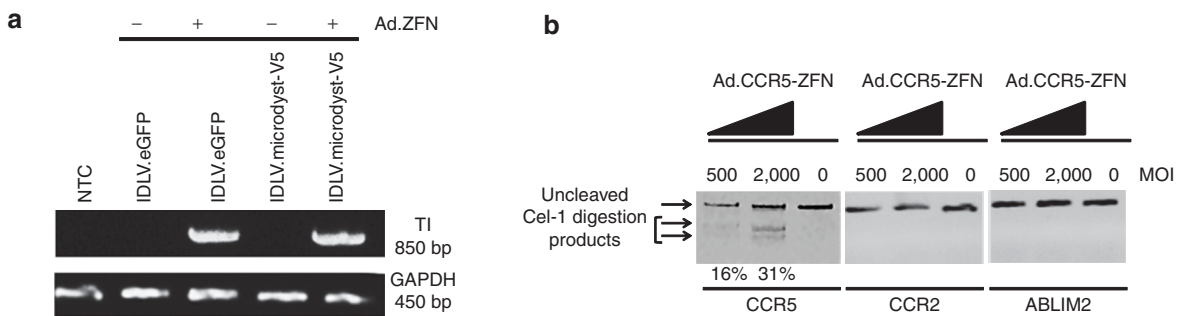 a
− + − + Ad.ZFN
NTC
IDLV.eGFP
IDLV.eGFP
IDLV.microdyst-V5
IDLV.microdyst-V5
TI
850 bp
GAPDH
450 bp
b
Ad.CCR5-ZFN Ad.CCR5-ZFN Ad.CCR5-ZFN
500 2,000 0 500 2,000 0 500 2,000 0 MOI
Uncleaved
Cel-1 digestion
products
16% 31%
CCR5 CCR2 ABLIM2